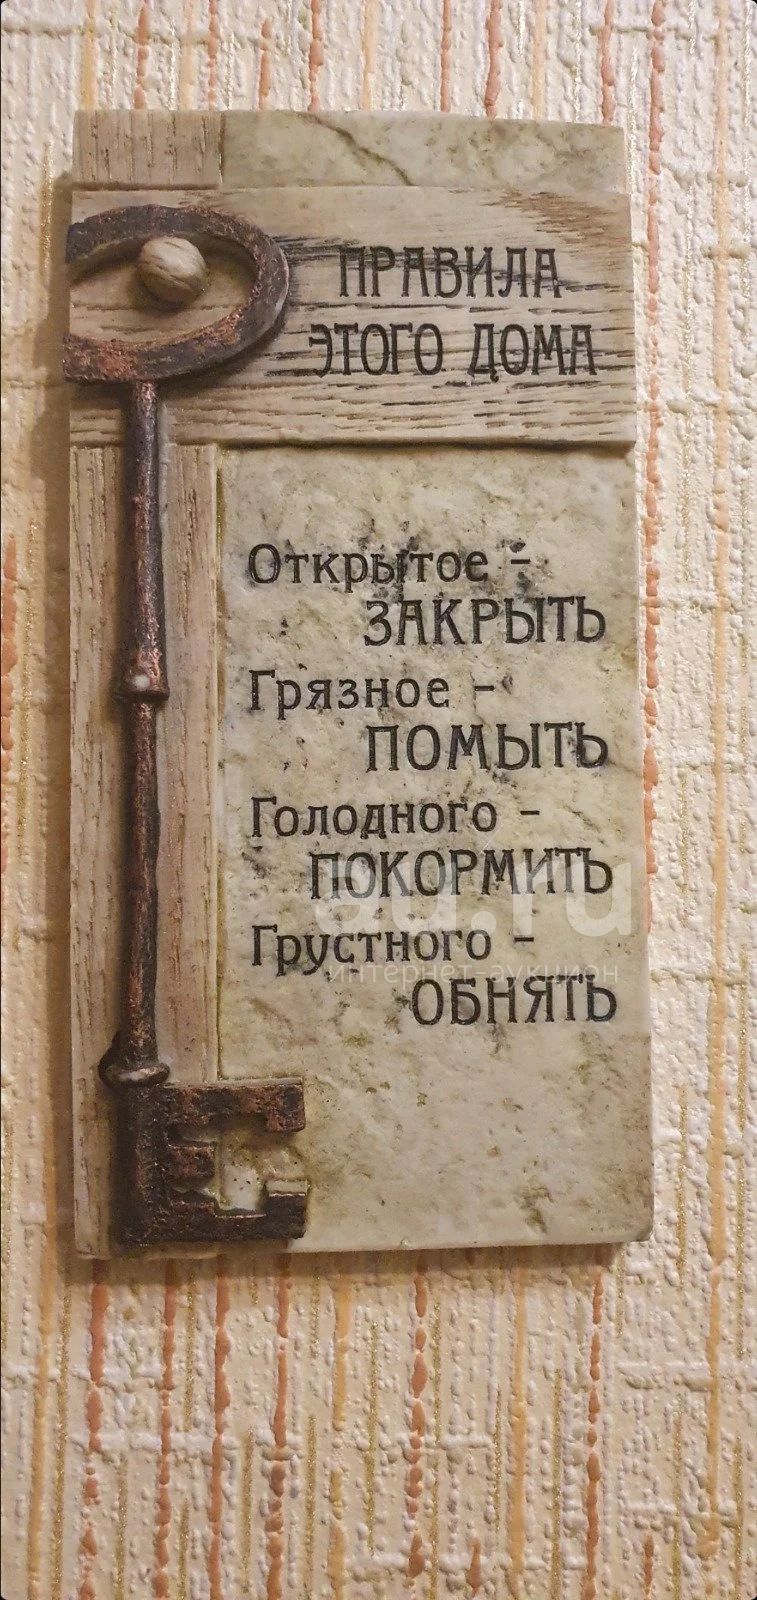 ПРАВИЛА
ЭТОГО ДОМА
Открытое -
ЗАКРЫТЬ
Грязное -
ПОМЫТЬ
Голодного -
ПОКОРМИТЬ
au.ru
Грустного -
интернет-аукцион
ОБНЯТЬ